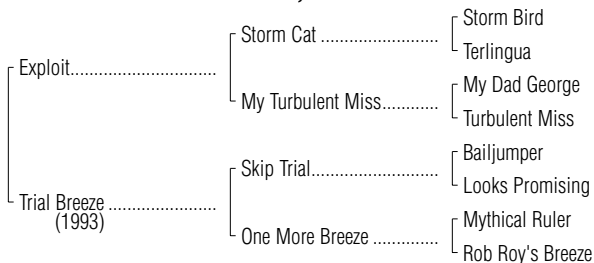 Exploit..............................
Storm Cat ........................
Storm Bird
Terlingua
My Turbulent Miss............
My Dad George
Turbulent Miss
Trial Breeze ......................
(1993)
Skip Trial..........................
Bailjumper
Looks Promising
One More Breeze .............
Mythical Ruler
Rob Roy's Breeze